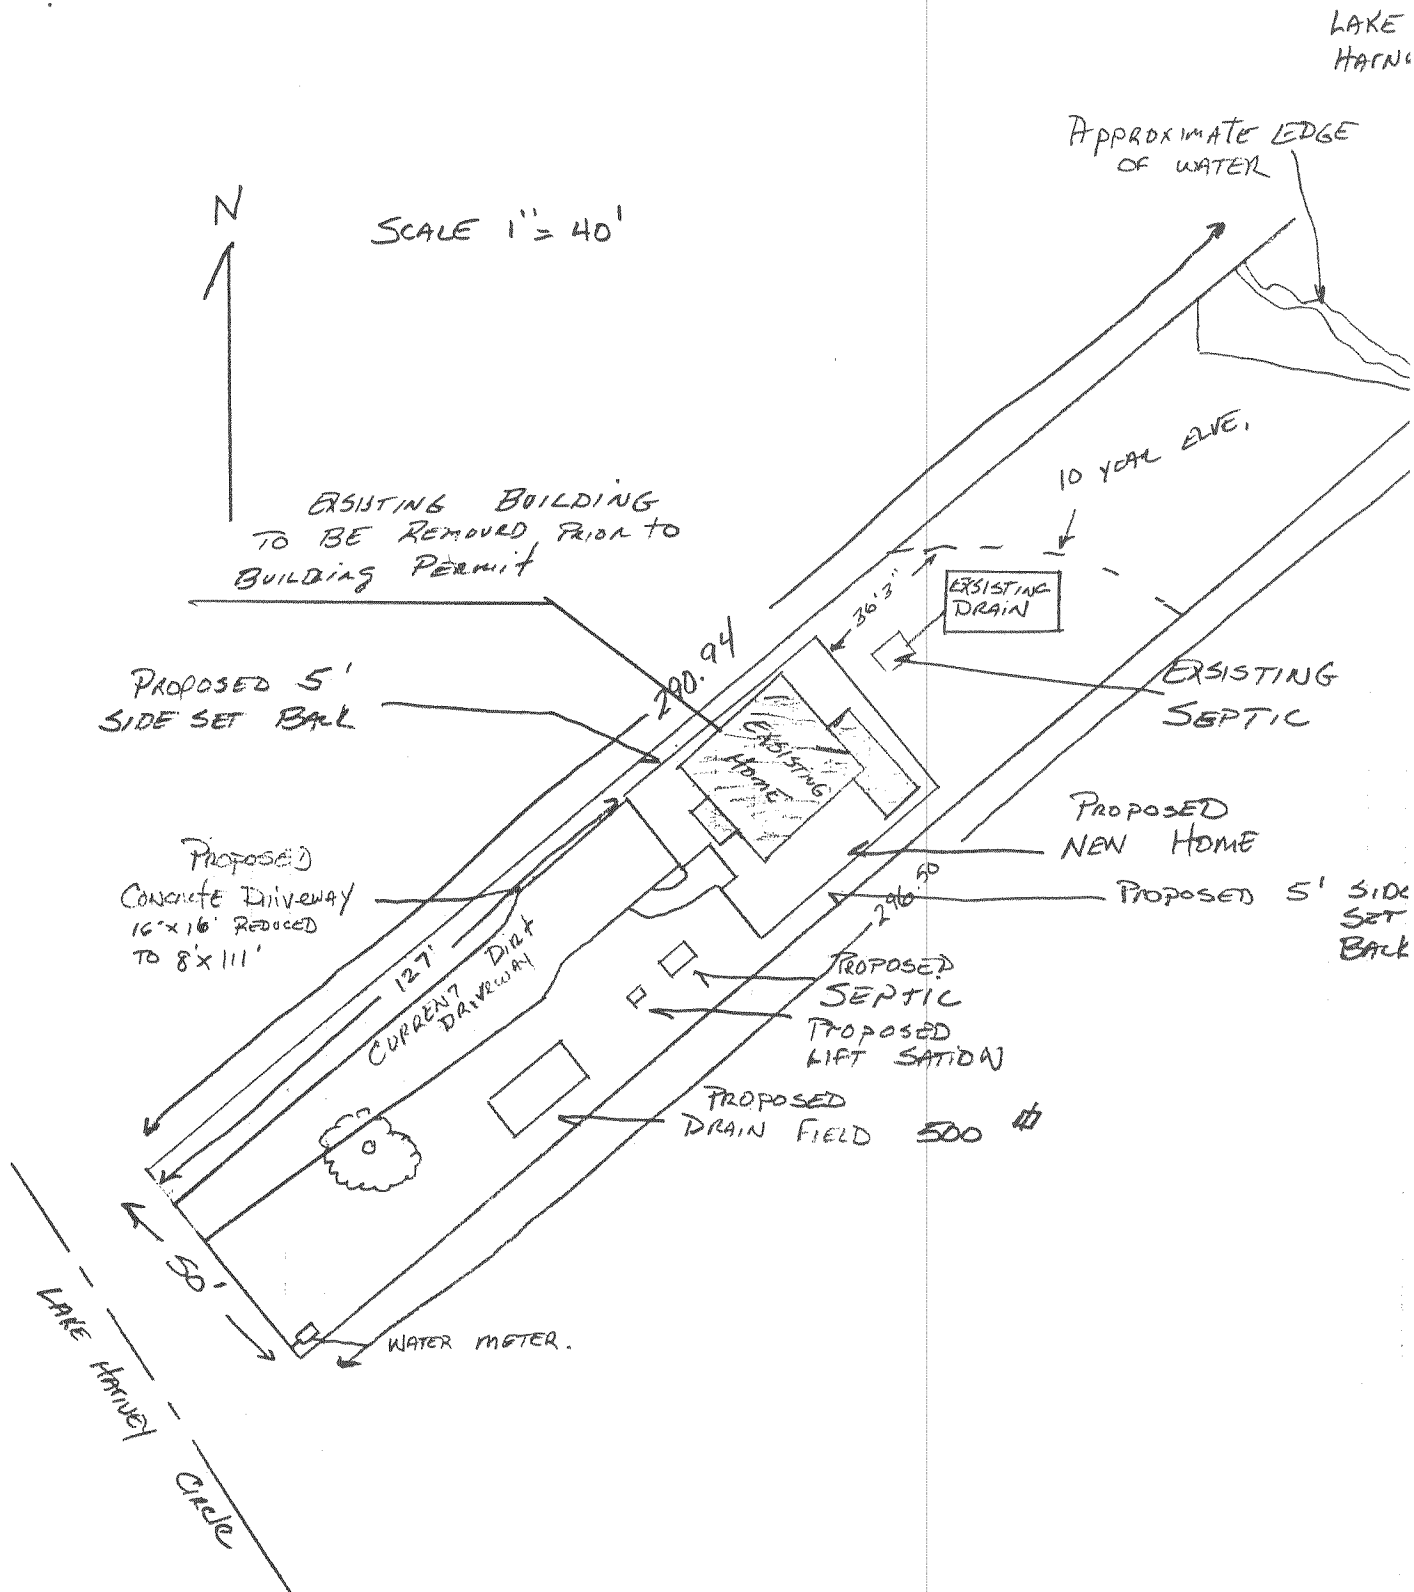 LAKE
HARN
APPROXIMATE EDGE
OF WATER
N
SCALE 1" = 40'
10 YEAR ELVE.
EXSISTING BUILDING
TO BE REMOVED PRIOR TO
BUILDING PERMIT
36'3"
EXSISTING
DRAIN
290.94
PROPOSED 5'
SIDE SET BACK
EXSISTING
SEPTIC
EXSISTING
HOME
PROPOSED
NEW HOME
PROPOSED
CONCRETE DRIVEWAY
16'x16' REDUCED
TO 8'x111'
296.50
PROPOSED 5' SIDE
SET
BACK
127'
CURRENT DIRT
DRIVEWAY
PROPOSED
SEPTIC
PROPOSED
LIFT SATION
PROPOSED
DRAIN FIELD 500
50'
WATER METER.
LAKE HARNEY
CIRCLE